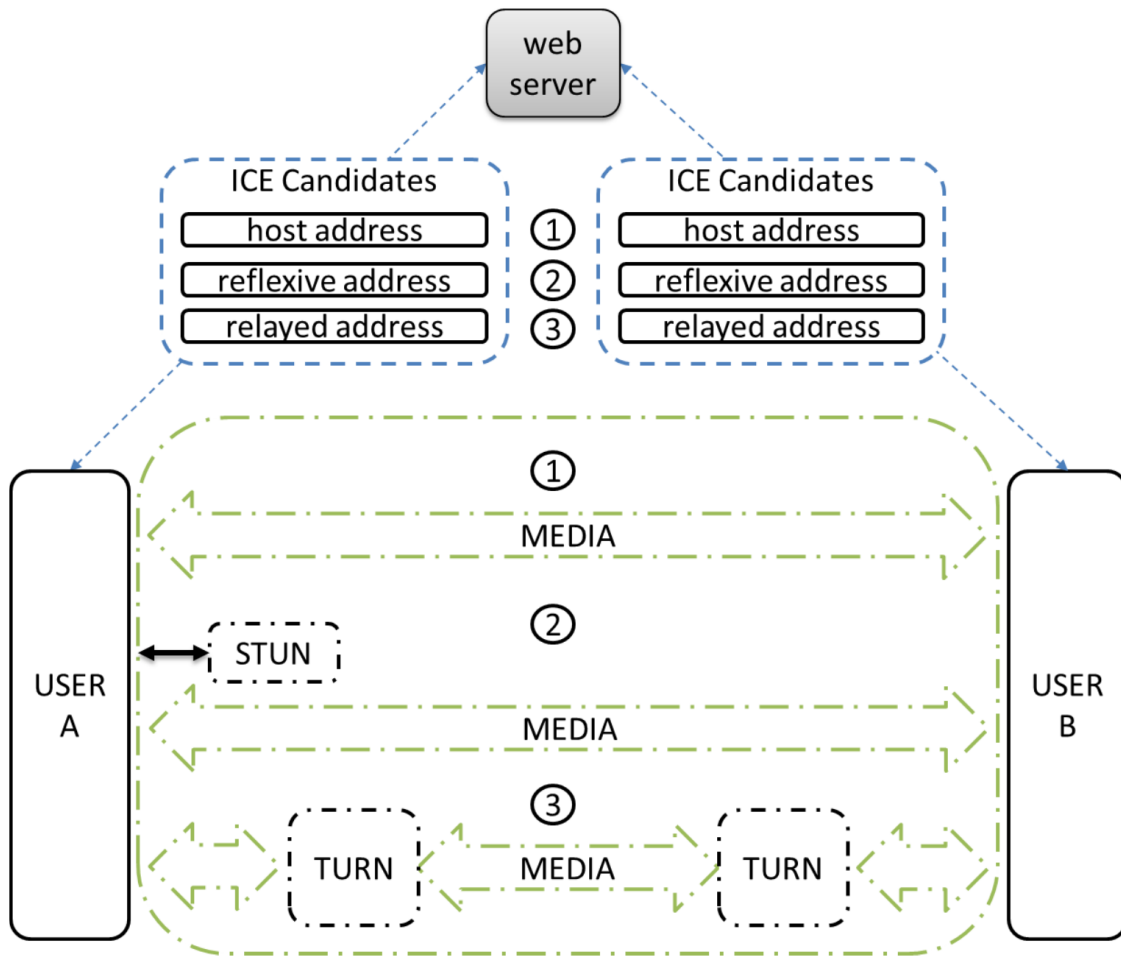 web
server
ICE Candidates
ICE Candidates
host address
1
host address
reflexive address
2
reflexive address
relayed address
3
relayed address
1
MEDIA
2
STUN
USER
A
USER
B
MEDIA
3
TURN
MEDIA
TURN